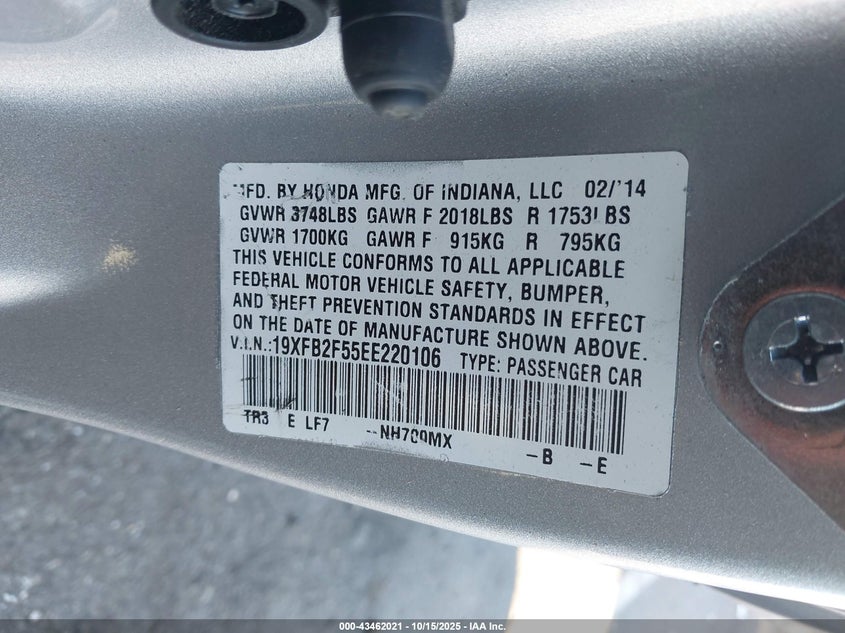 MFD. BY HONDA MFG. OF INDIANA, LLC 02/'14
GVWR 3748LBS GAWR F 2018LBS R 1753LBS
GVWR 1700KG GAWR F 915KG R 795KG
THIS VEHICLE CONFORMS TO ALL APPLICABLE
FEDERAL MOTOR VEHICLE SAFETY, BUMPER,
AND THEFT PREVENTION STANDARDS IN EFFECT
ON THE DATE OF MANUFACTURE SHOWN ABOVE.
V.I.N.:19XFB2F55EE220106 TYPE: PASSENGER CAR
TR3 E LF7 --NH789MX -B -E
000-43462021 | 10/15/2025 - IAA Inc.